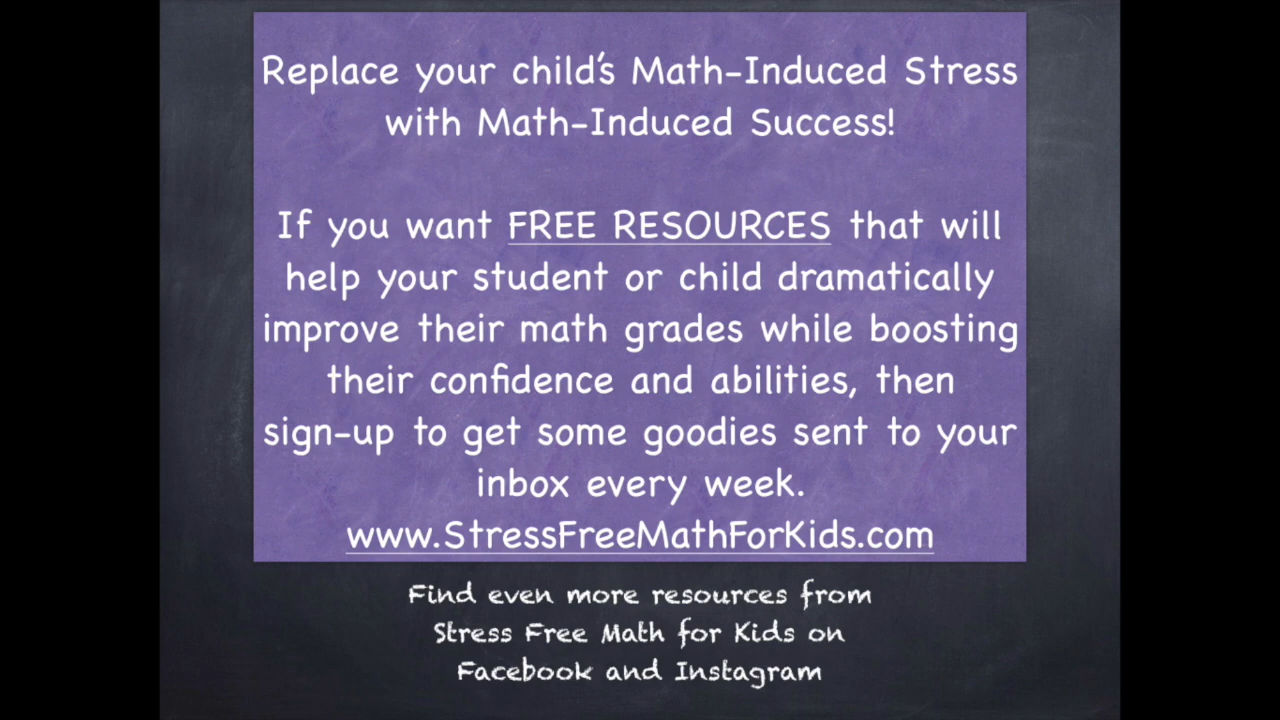 Replace your child's Math-Induced Stress
with Math-Induced Success!
If you want FREE RESOURCES that will
help your student or child dramatically
improve their math grades while boosting
their confidence and abilities, then
sign-up to get some goodies sent to your
inbox every week.
www.StressFreeMathForKids.com
Find even more resources from
Stress Free Math for Kids on
Facebook and Instagram